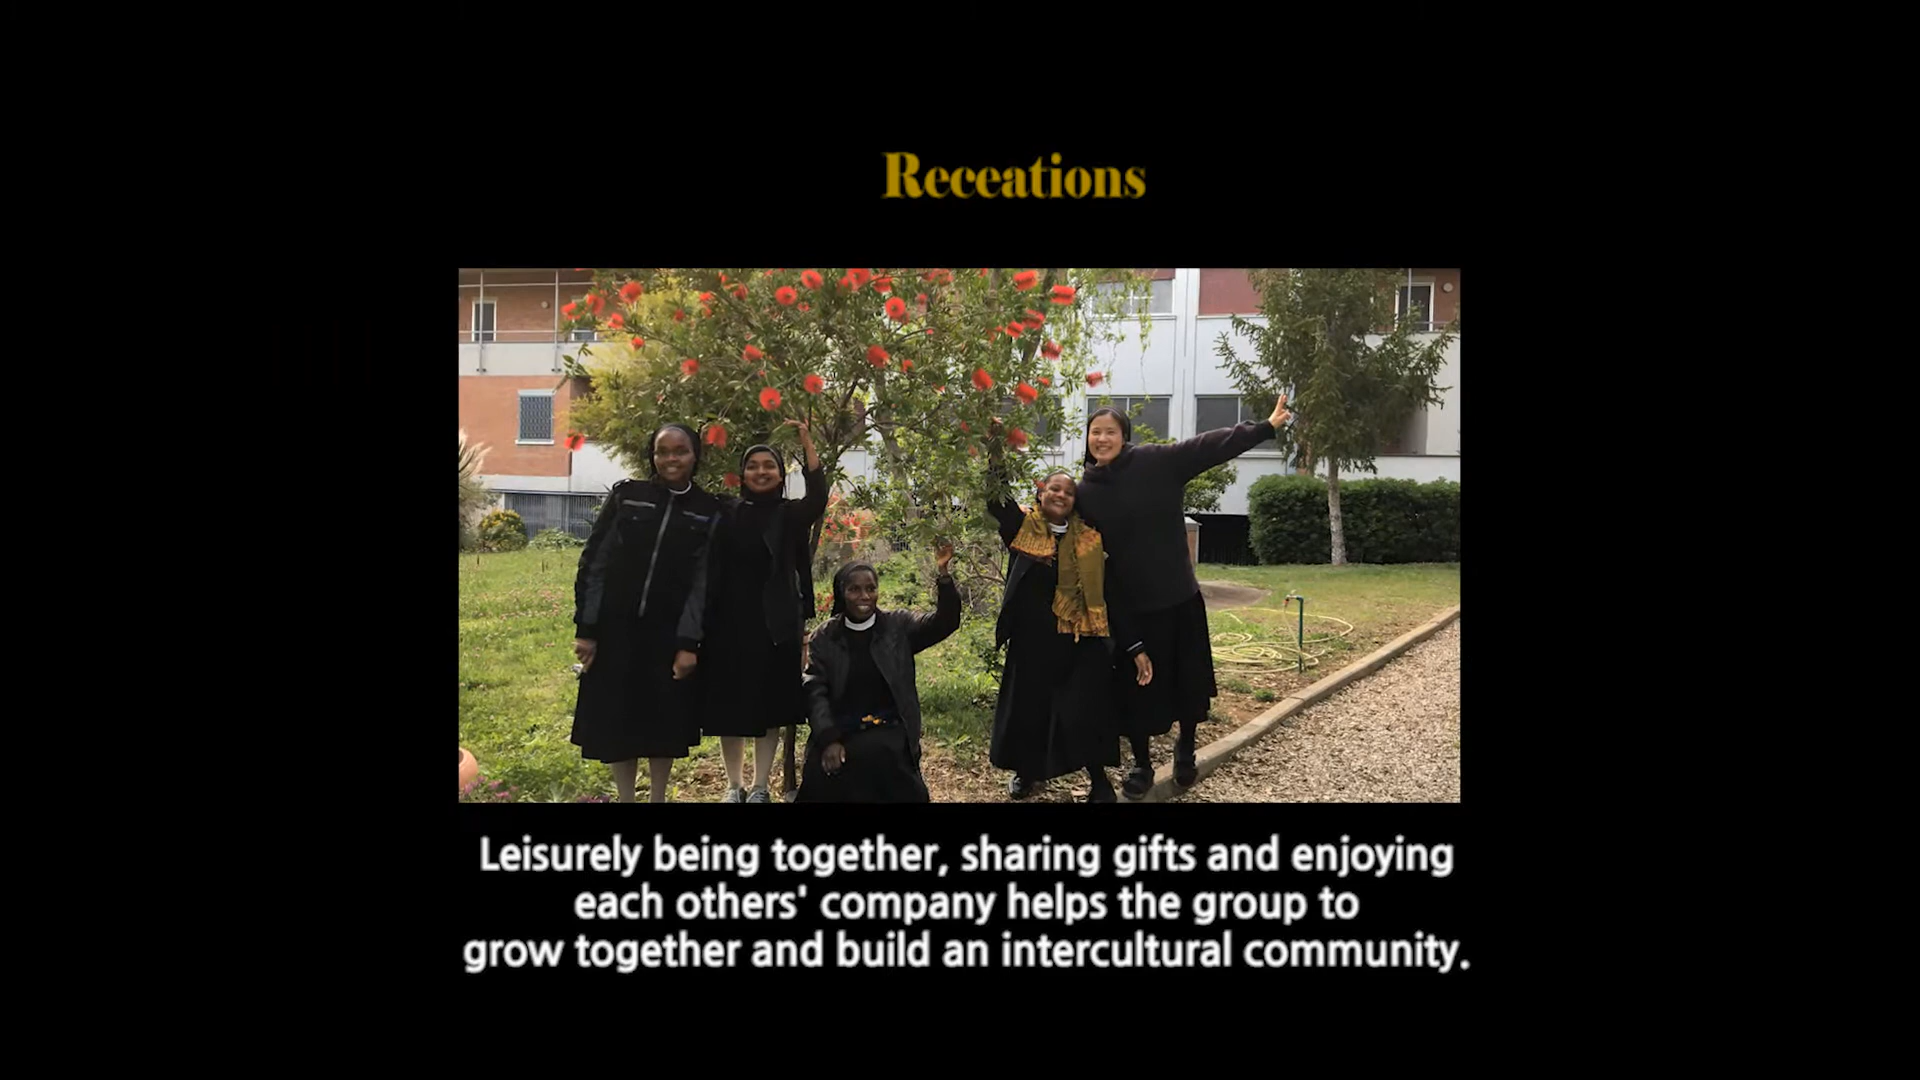 Receations
Leisurely being together, sharing gifts and enjoying
each others' company helps the group to
grow together and build an intercultural community.